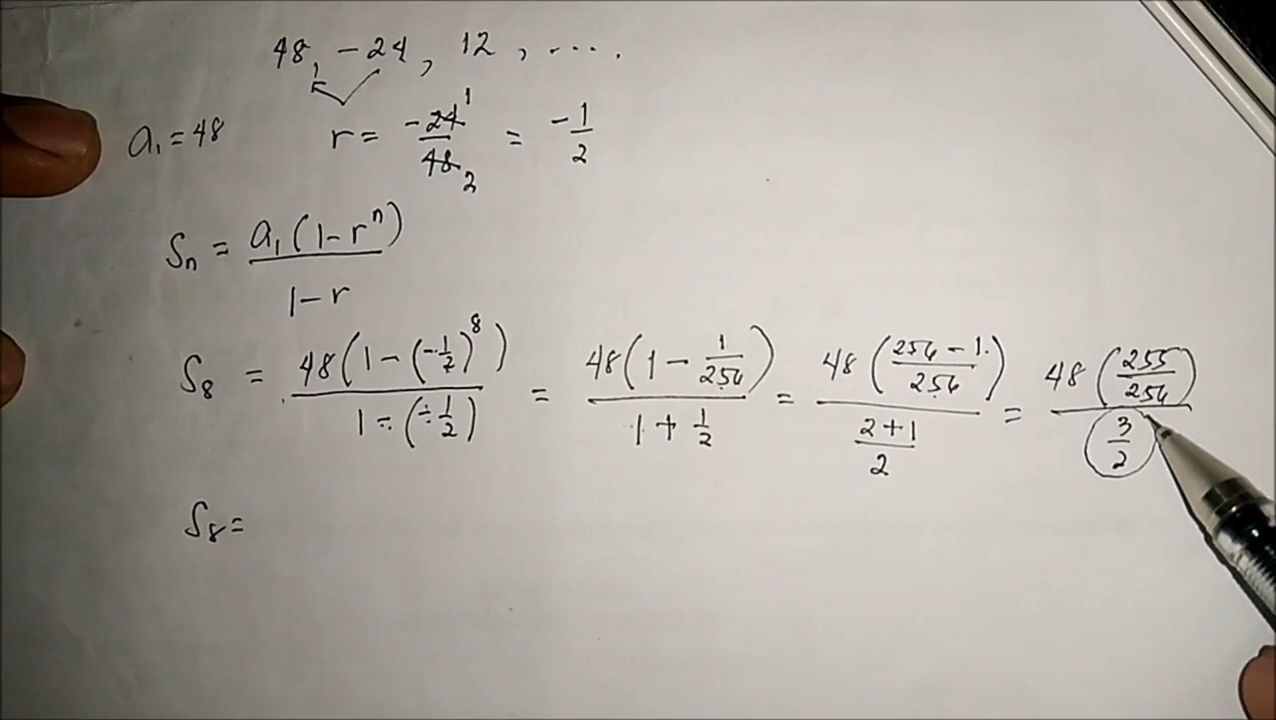 48, -24, 12, ....
a₁ = 48 r = -24/48 1 2 = -1/2
Sₙ = a₁(1-rⁿ)/1-r
S₈ = 48(1-(-1/2)⁸)/1-(-1/2) = 48(1-1/256)/1+1/2 = 48(256-1/256)/(2+1/2) = 48(255/256)/(3/2)
S₈ =